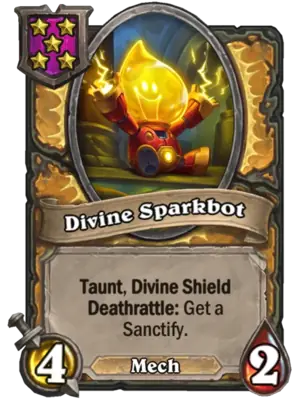 Divine Sparkbot
Taunt, Divine Shield
Deathrattle: Get a
Sanctify.
4
Mech
2